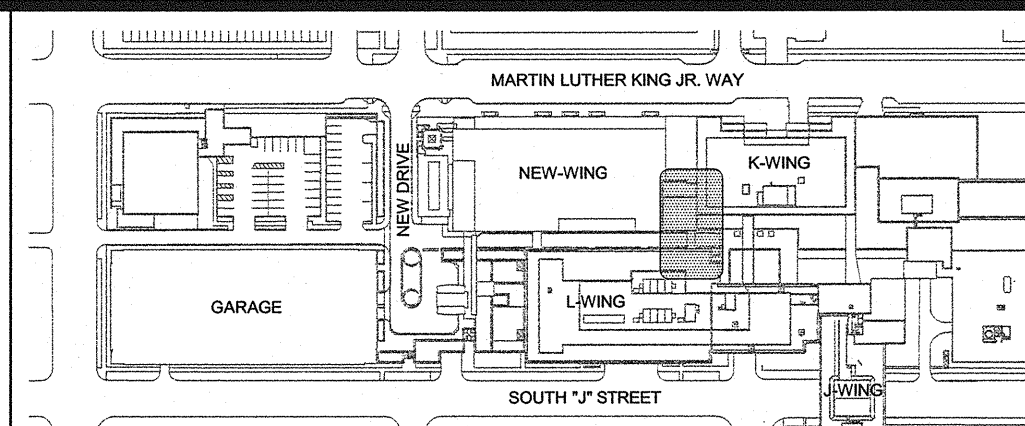 MARTIN LUTHER KING JR. WAY
NEW DRIVE
NEW-WING
K-WING
GARAGE
L-WING
J-WING
SOUTH "J" STREET